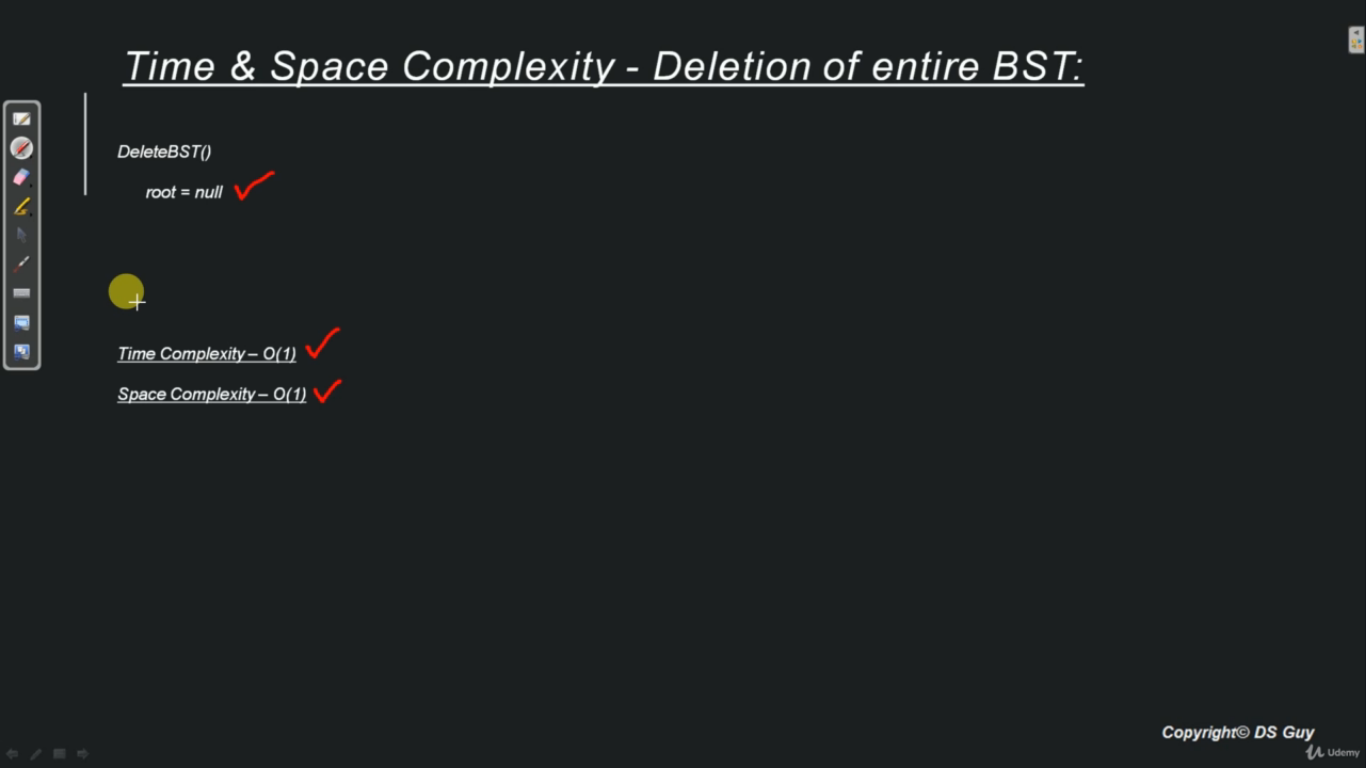 Time & Space Complexity - Deletion of entire BST:
DeleteBST()
root = null
Time Complexity – O(1)
Space Complexity – O(1)
Copyright© DS Guy
Udemy